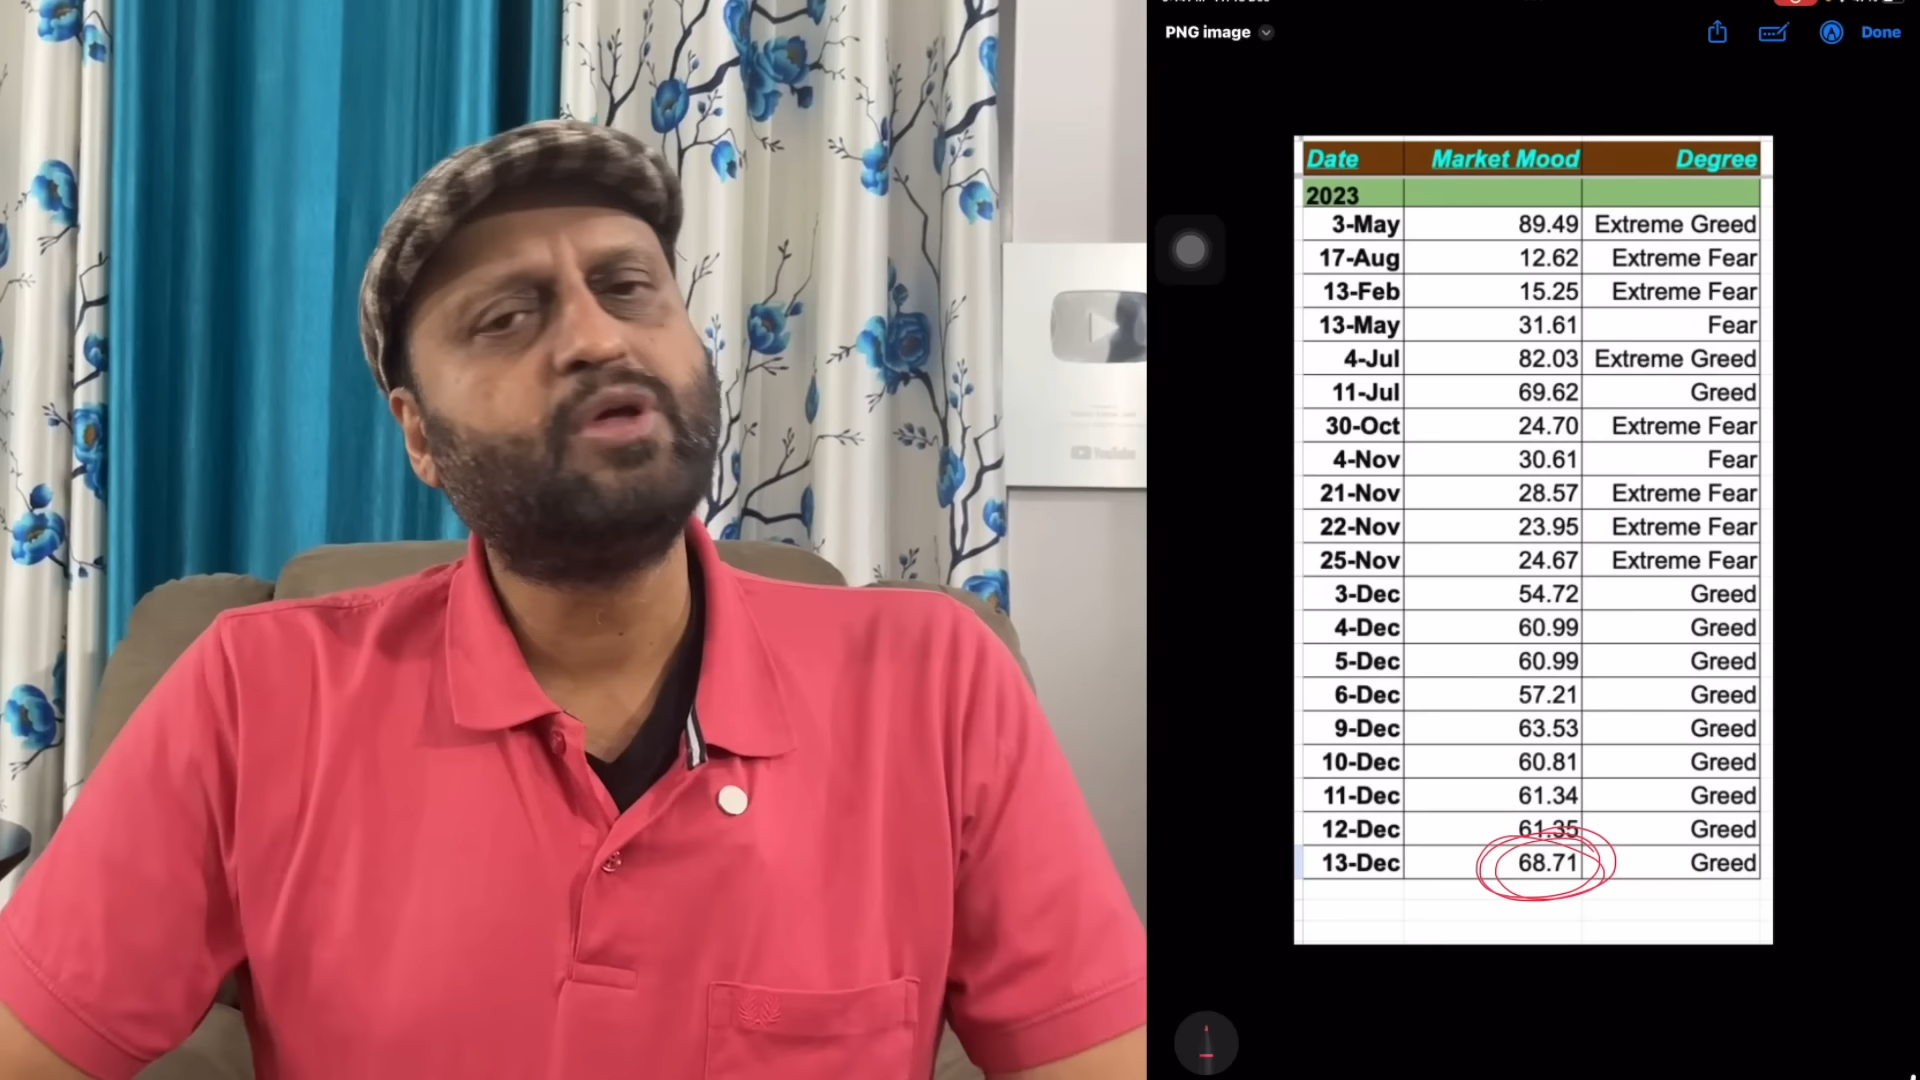 PNG image
Done
Date Market Mood Degree
2023
3-May 89.49 Extreme Greed
17-Aug 12.62 Extreme Fear
13-Feb 15.25 Extreme Fear
13-May 31.61 Fear
4-Jul 82.03 Extreme Greed
11-Jul 69.62 Greed
30-Oct 24.70 Extreme Fear
4-Nov 30.61 Fear
21-Nov 28.57 Extreme Fear
22-Nov 23.95 Extreme Fear
25-Nov 24.67 Extreme Fear
3-Dec 54.72 Greed
4-Dec 60.99 Greed
5-Dec 60.99 Greed
6-Dec 57.21 Greed
9-Dec 63.53 Greed
10-Dec 60.81 Greed
11-Dec 61.34 Greed
12-Dec 61.35 Greed
13-Dec 68.71 Greed
YouTube